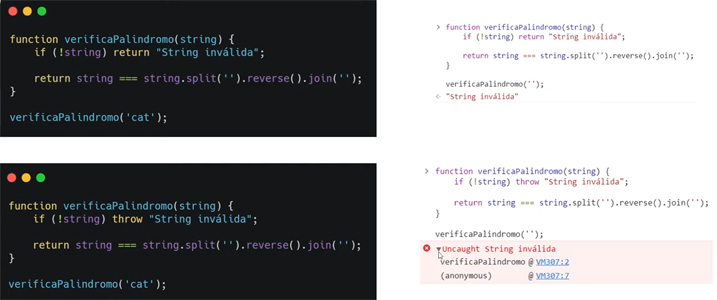 function verificaPalindromo(string) {
    if (!string) return "String inválida";

    return string === string.split('').reverse().join('');
}

verificaPalindromo('cat');

> function verificaPalindromo(string) {
    if (!string) return "String inválida";

    return string === string.split('').reverse().join('');
}

verificaPalindromo('');
< "String inválida"

function verificaPalindromo(string) {
    if (!string) throw "String inválida";

    return string === string.split('').reverse().join('');
}

verificaPalindromo('cat');

> function verificaPalindromo(string) {
    if (!string) throw "String inválida";

    return string === string.split('').reverse().join('');
}

verificaPalindromo('');
Uncaught String inválida
verificaPalindromo @ VM307:2
(anonymous) @ VM307:7